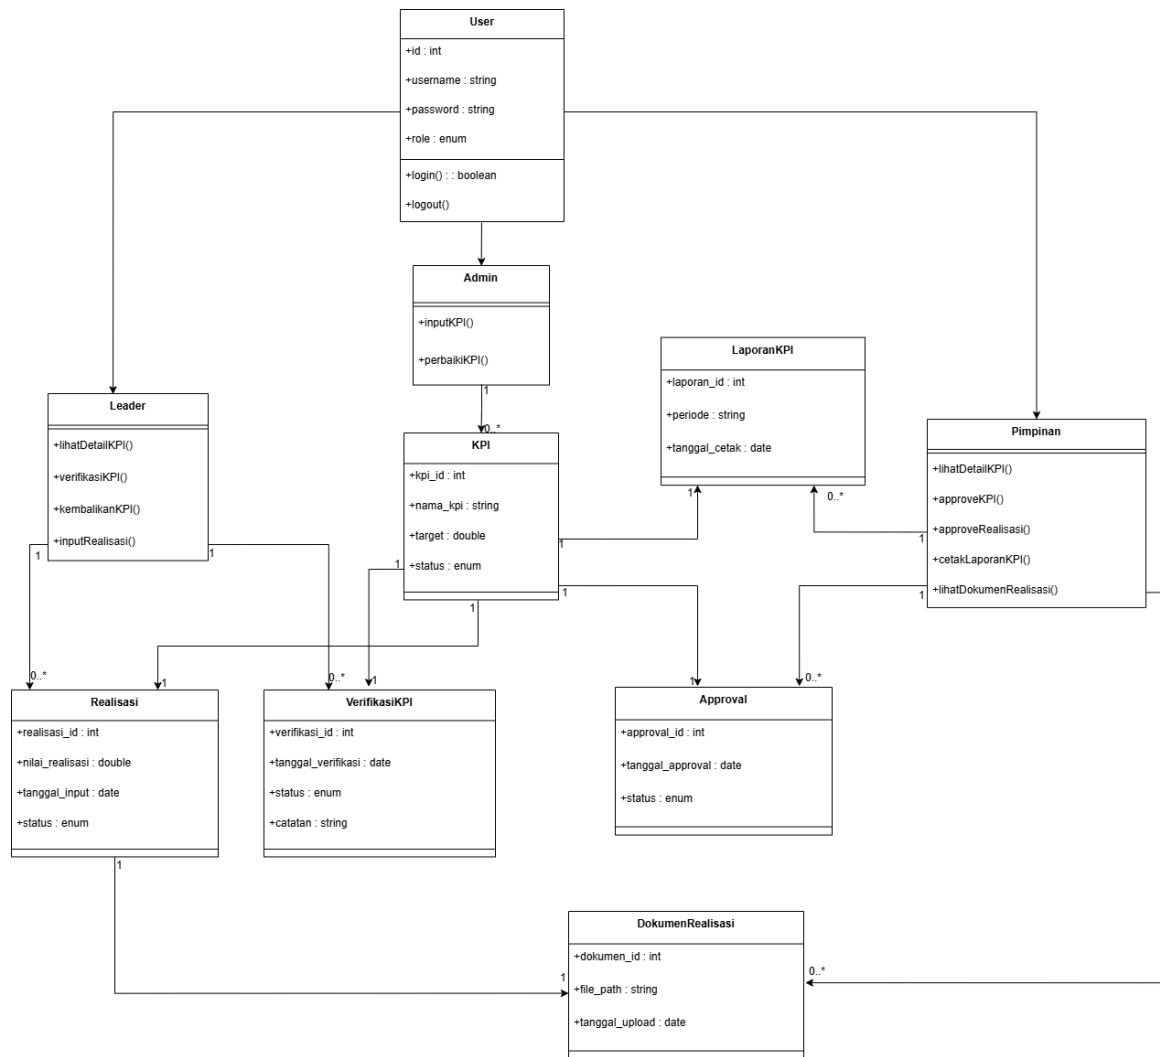 User
+id : int
+username : string
+password : string
+role : enum
+login() : : boolean
+logout()
Admin
+inputKPI()
+perbaikiKPI()
1
0..*
LaporanKPI
+laporan_id : int
+periode : string
+tanggal_cetak : date
1
0..*
Leader
+lihatDetailKPI()
+verifikasiKPI()
+kembalikanKPI()
+inputRealisasi()
1
1
KPI
+kpi_id : int
+nama_kpi : string
+target : double
+status : enum
1
1
1
1
Pimpinan
+lihatDetailKPI()
+approveKPI()
+approveRealisasi()
+cetakLaporanKPI()
+lihatDokumenRealisasi()
1
1
0..*
1
0..*
1
1
0..*
Realisasi
+realisasi_id : int
+nilai_realisasi : double
+tanggal_input : date
+status : enum
1
VerifikasiKPI
+verifikasi_id : int
+tanggal_verifikasi : date
+status : enum
+catatan : string
Approval
+approval_id : int
+tanggal_approval : date
+status : enum
DokumenRealisasi
+dokumen_id : int
+file_path : string
+tanggal_upload : date
1
0..*